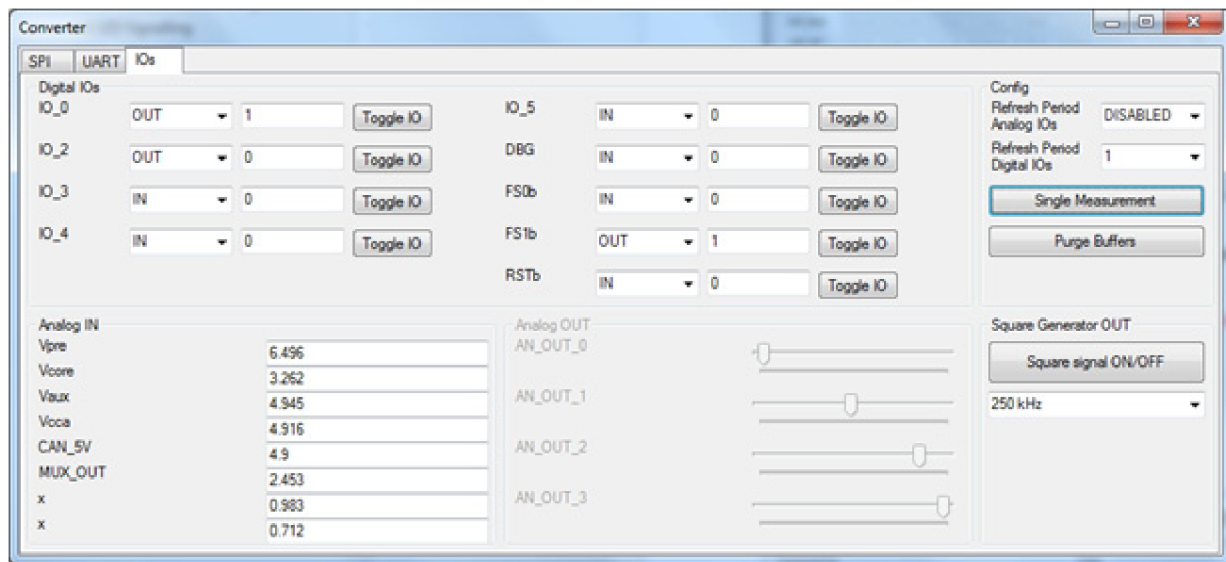 Converter
SPI UART IOs
Digital IOs
IO_0 OUT 1 Toggle IO
IO_2 OUT 0 Toggle IO
IO_3 IN 0 Toggle IO
IO_4 IN 0 Toggle IO
IO_5 IN 0 Toggle IO
DBG IN 0 Toggle IO
FS0b IN 0 Toggle IO
FS1b OUT 1 Toggle IO
RSTb IN 0 Toggle IO
Config
Refresh Period
Analog IOs
DISABLED
Refresh Period
Digital IOs
1
Single Measurement
Purge Buffers
Analog IN
Vpre 6.496
Vcore 3.262
Vaux 4.945
Vcca 4.916
CAN_5V 4.9
MUX_OUT 2.453
x 0.983
x 0.712
Analog OUT
AN_OUT_0
AN_OUT_1
AN_OUT_2
AN_OUT_3
Square Generator OUT
Square signal ON/OFF
250 kHz